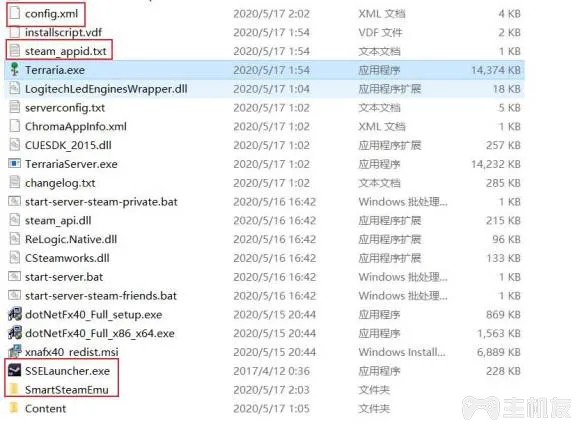 config.xml 2020/5/17 2:02 XML 文档 4 KB
installscript.vdf 2020/5/17 1:54 VDF 文件 2 KB
steam_appid.txt 2020/5/17 1:54 文本文档 1 KB
Terraria.exe 2020/5/17 1:54 应用程序 14,374 KB
LogitechLedEnginesWrapper.dll 2020/5/17 1:04 应用程序扩展 18 KB
serverconfig.txt 2020/5/17 1:02 文本文档 5 KB
ChromaAppInfo.xml 2020/5/17 1:02 XML 文档 1 KB
CUESDK_2015.dll 2020/5/17 1:02 应用程序扩展 257 KB
TerrariaServer.exe 2020/5/17 1:02 应用程序 14,232 KB
changelog.txt 2020/5/17 1:02 文本文档 285 KB
start-server-steam-private.bat 2020/5/16 16:42 Windows 批处理... 1 KB
steam_api.dll 2020/5/16 16:42 应用程序扩展 215 KB
ReLogic.Native.dll 2020/5/16 16:42 应用程序扩展 96 KB
CSteamworks.dll 2020/5/16 16:42 应用程序扩展 133 KB
start-server.bat 2020/5/16 16:42 Windows 批处理... 1 KB
start-server-steam-friends.bat 2020/5/16 16:42 Windows 批处理... 1 KB
dotNetFx40_Full_setup.exe 2020/5/15 20:44 应用程序 869 KB
dotNetFx40_Full_x86_x64.exe 2020/5/15 20:44 应用程序 1,563 KB
xnafx40_redist.msi 2020/5/15 20:44 Windows Install... 6,889 KB
SSELauncher.exe 2017/4/12 0:36 应用程序 228 KB
SmartSteamEmu 2020/5/17 2:03 文件夹
Content 2020/5/17 1:05 文件夹
主机友